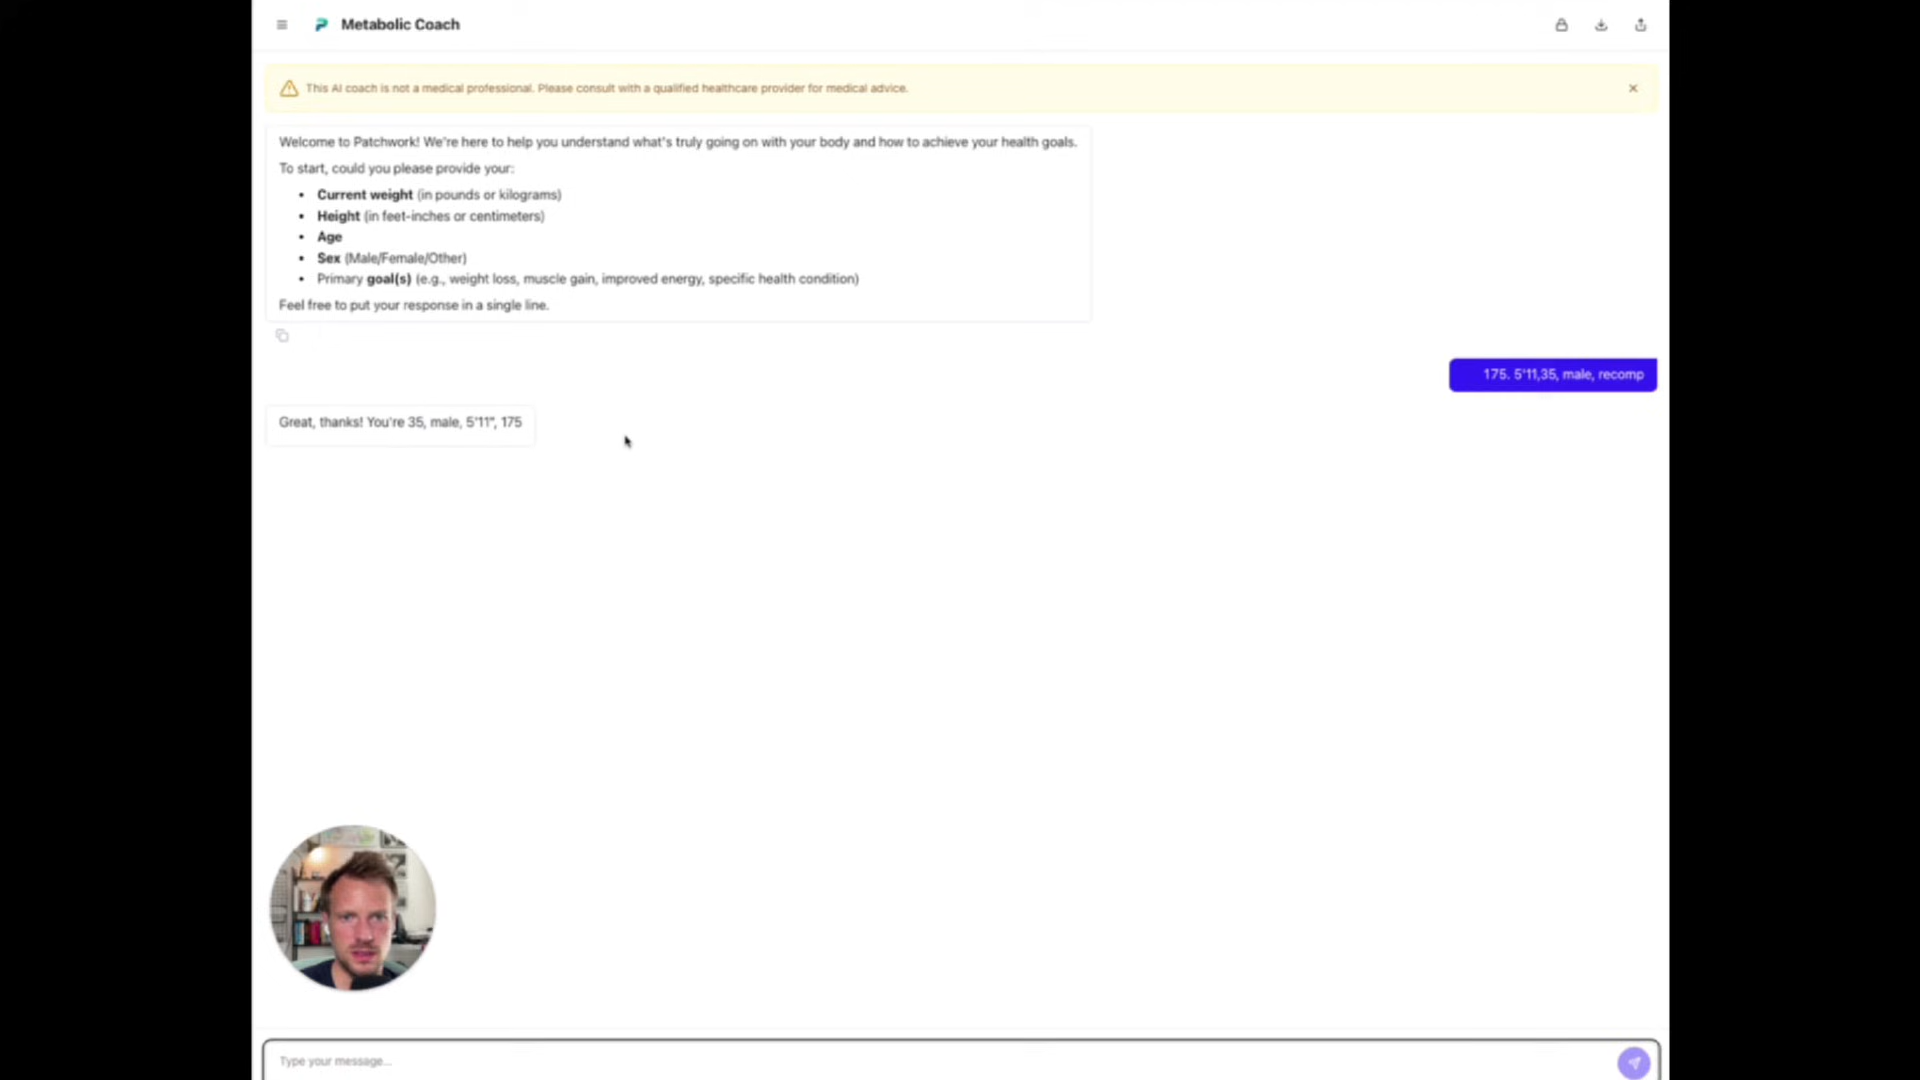 Metabolic Coach
This AI coach is not a medical professional. Please consult with a qualified healthcare provider for medical advice.
Welcome to Patchwork! We're here to help you understand what's truly going on with your body and how to achieve your health goals.
To start, could you please provide your:
• Current weight (in pounds or kilograms)
• Height (in feet-inches or centimeters)
• Age
• Sex (Male/Female/Other)
• Primary goal(s) (e.g., weight loss, muscle gain, improved energy, specific health condition)
Feel free to put your response in a single line.
175. 5'11,35, male, recomp
Great, thanks! You're 35, male, 5'11", 175
Type your message...